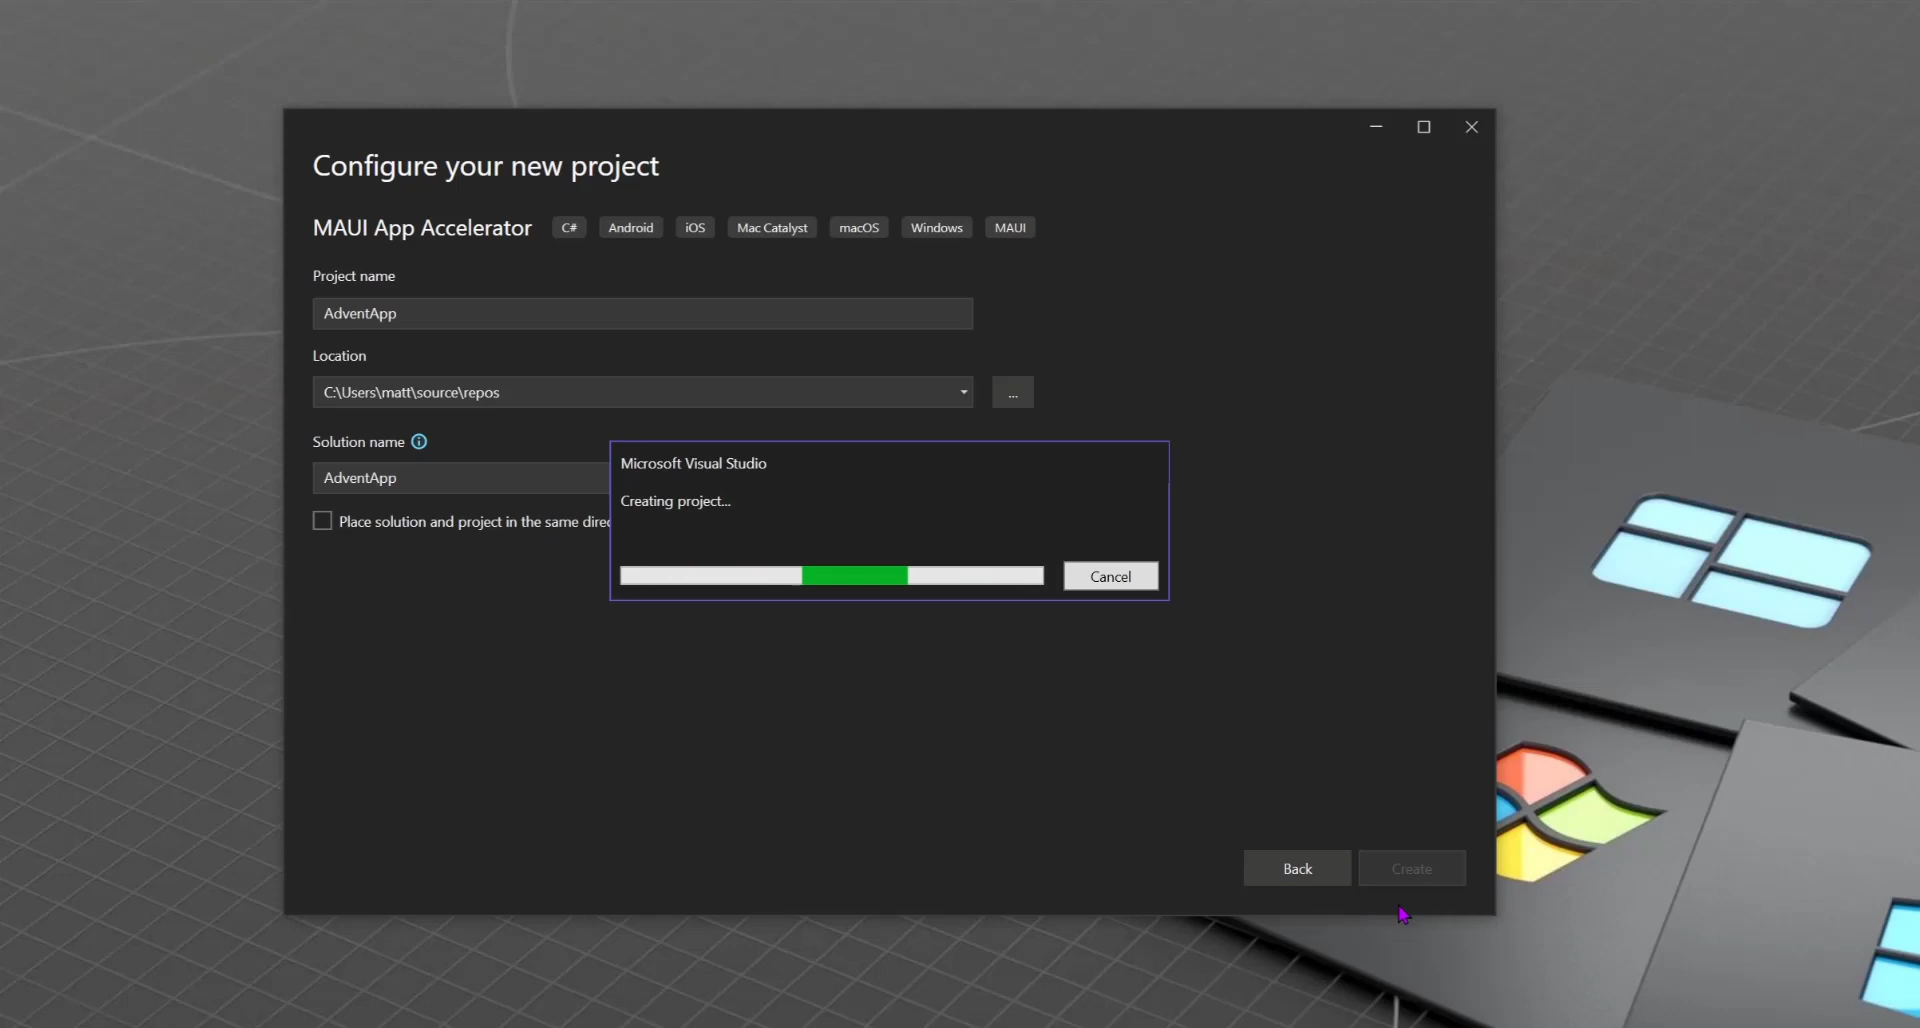 Configure your new project
MAUI App Accelerator C# Android iOS Mac Catalyst macOS Windows MAUI
Project name
AdventApp
Location
C:\Users\matt\source\repos
...
Solution name
AdventApp
Place solution and project in the same direc
Microsoft Visual Studio
Creating project...
Cancel
Back Create